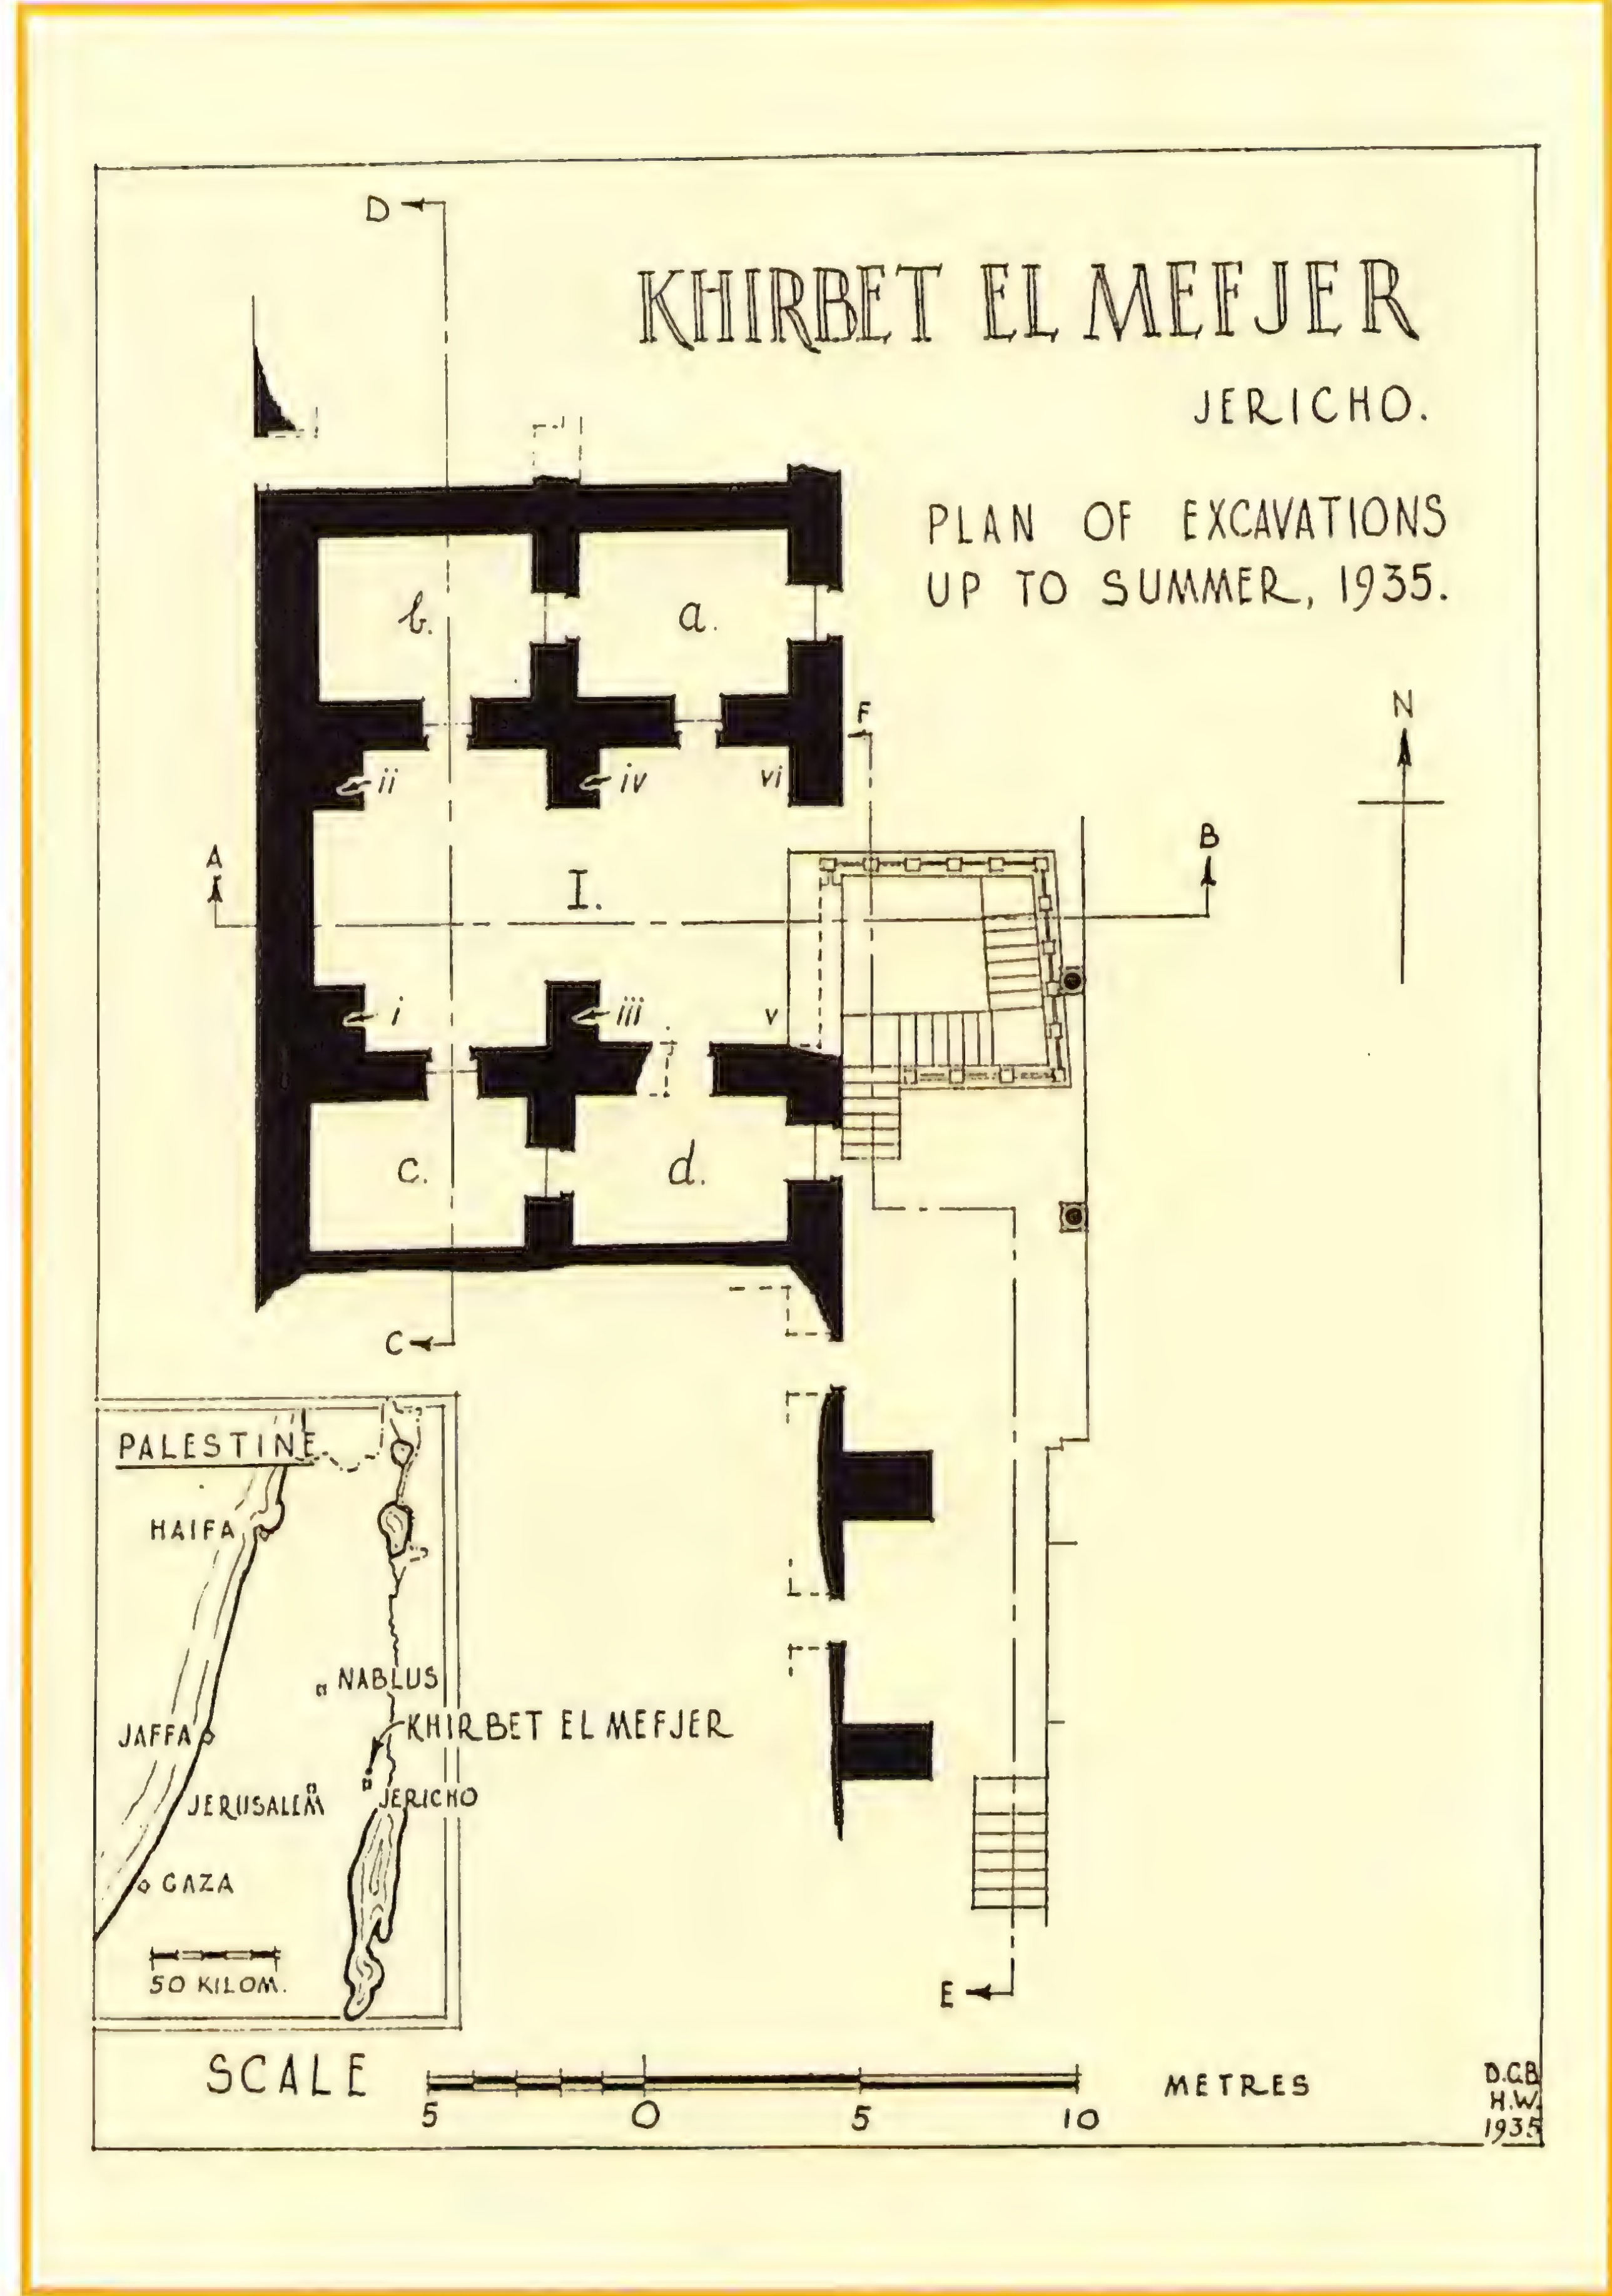 D
KHIRBET EL MEFJER
JERICHO.
PLAN OF EXCAVATIONS
UP TO SUMMER, 1935.
b.
a.
N
F
ii
iv
vi
A
B
I.
i
iii
v
c.
d.
C
PALESTINE
HAIFA
NABLUS
KHIRBET EL MEFJER
JAFFA
JERUSALEM
JERICHO
GAZA
50 KILOM.
E
SCALE
5 0 5 10
METRES
D.C.B.
H.W.
1935